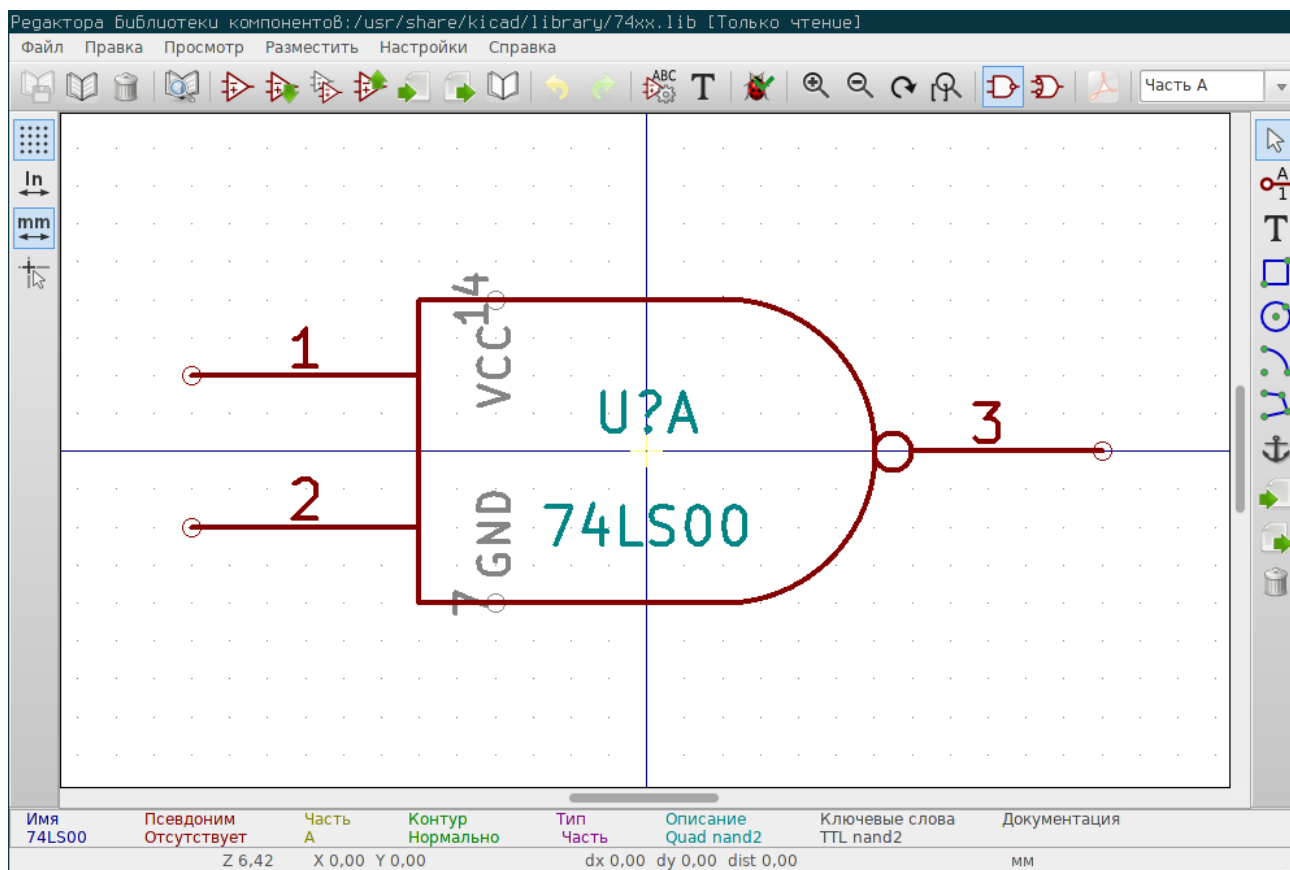 Редактора библиотеки компонентов:/usr/share/kicad/library/74xx.lib [Только чтение]
Файл Правка Просмотр Разместить Настройки Справка
ABC T Часть A
In
mm
A
1
T
14
VCC
1
U?A
3
2
GND
74LS00
7
Имя Псевдоним Часть Контур Тип Описание Ключевые слова Документация
74LS00 Отсутствует A Нормально Часть Quad nand2 TTL nand2
Z 6,42 X 0,00 Y 0,00 dx 0,00 dy 0,00 dist 0,00 мм